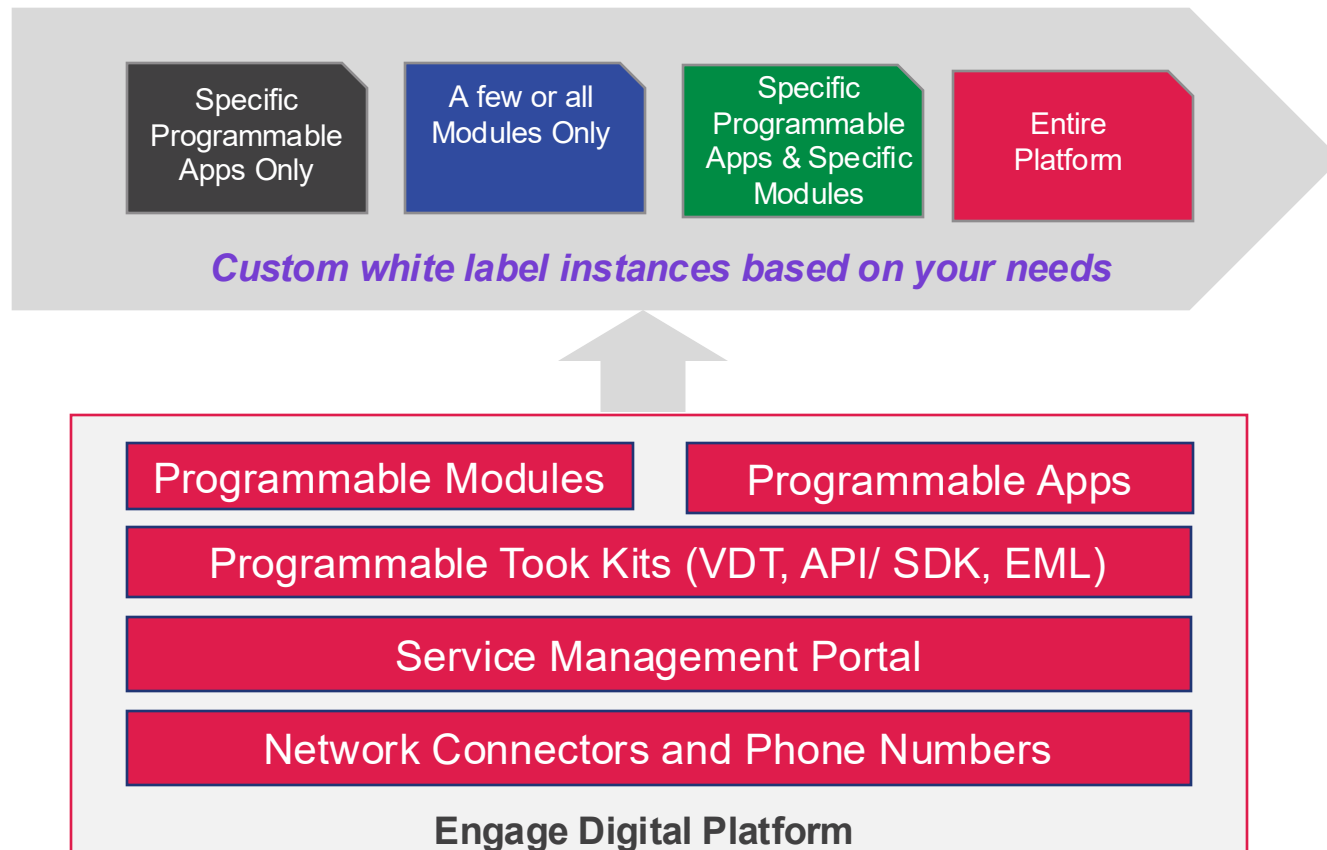 Specific
Programmable
Apps Only
A few or all
Modules Only
Specific
Programmable
Apps & Specific
Modules
Entire
Platform
Custom white label instances based on your needs
Programmable Modules
Programmable Apps
Programmable Took Kits (VDT, API/ SDK, EML)
Service Management Portal
Network Connectors and Phone Numbers
Engage Digital Platform